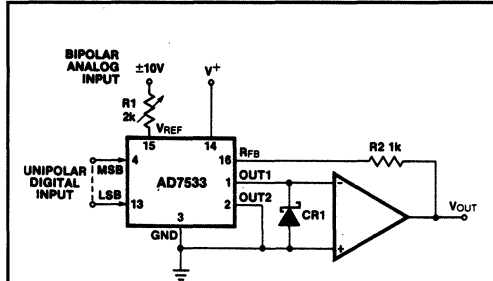 BIPOLAR
ANALOG
INPUT
±10V
V+
R1
2k
VREF
15
14
RFB
16
R2 1k
4
MSB
UNIPOLAR
DIGITAL
INPUT
LSB
13
AD7533
1
OUT1
2
OUT2
3
GND
CR1
−
+
VOUT